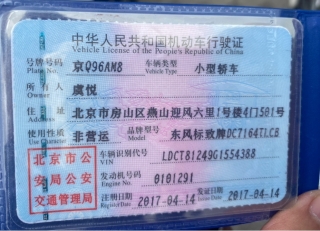 中华人民共和国机动车行驶证
Vehicle License of the People's Republic of China
号牌号码 京Q96AM8 车辆类型 小型轿车
Plate No. Vehicle Type
所有人 虞悦
Owner
住址 北京市房山区燕山迎风六里1号楼4门5B1号
Address
使用性质 非营运 品牌型号 东风标致牌DC7164TLCB
Use Character Model
北京市公安局公安交通管理局
车辆识别代号 LDCT81249G1554388
VIN
发动机号码 0101291
Engine No.
注册日期 2017-04-14 发证日期 2017-04-14
Register Date Issue Date